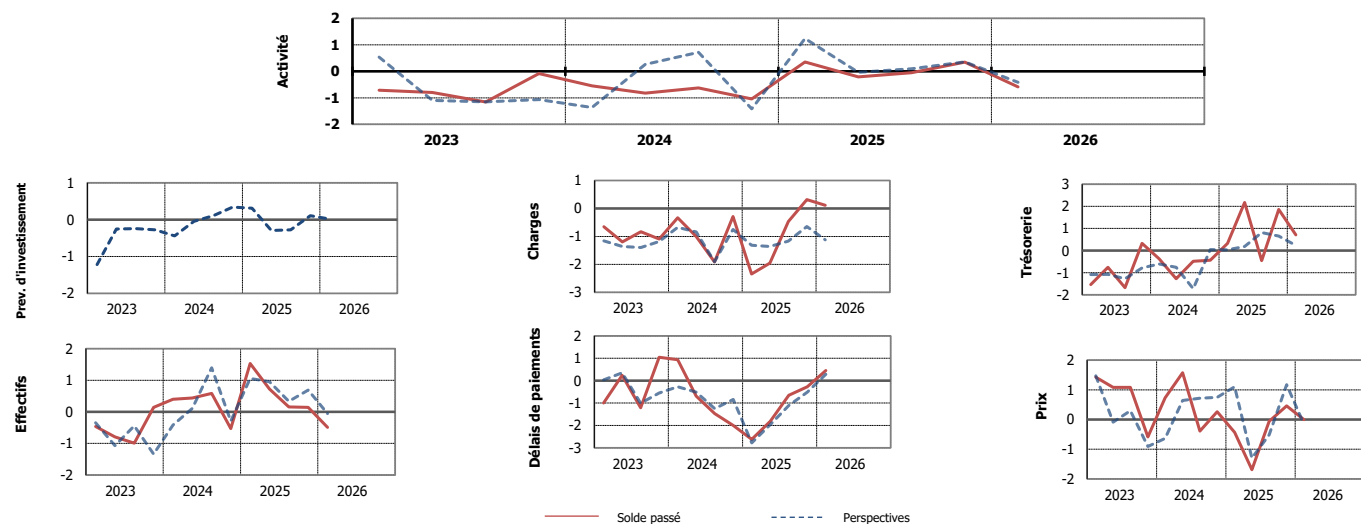 Activité
2
1
0
-1
-2
2023 2024 2025 2026
Prev. d'investissement
1
0
-1
-2
2023 2024 2025 2026
Charges
1
0
-1
-2
-3
2023 2024 2025 2026
Trésorerie
3
2
1
0
-1
-2
2023 2024 2025 2026
Effectifs
2
1
0
-1
-2
2023 2024 2025 2026
Délais de paiements
2
1
0
-1
-2
-3
2023 2024 2025 2026
Prix
2
1
0
-1
-2
2023 2024 2025 2026
Solde passé Perspectives